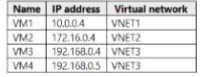 Name IP address Virtual network
VM1 10.0.0.4 VNET1
VM2 172.16.0.4 VNET2
VM3 192.168.0.4 VNET3
VM4 192.168.0.5 VNET3